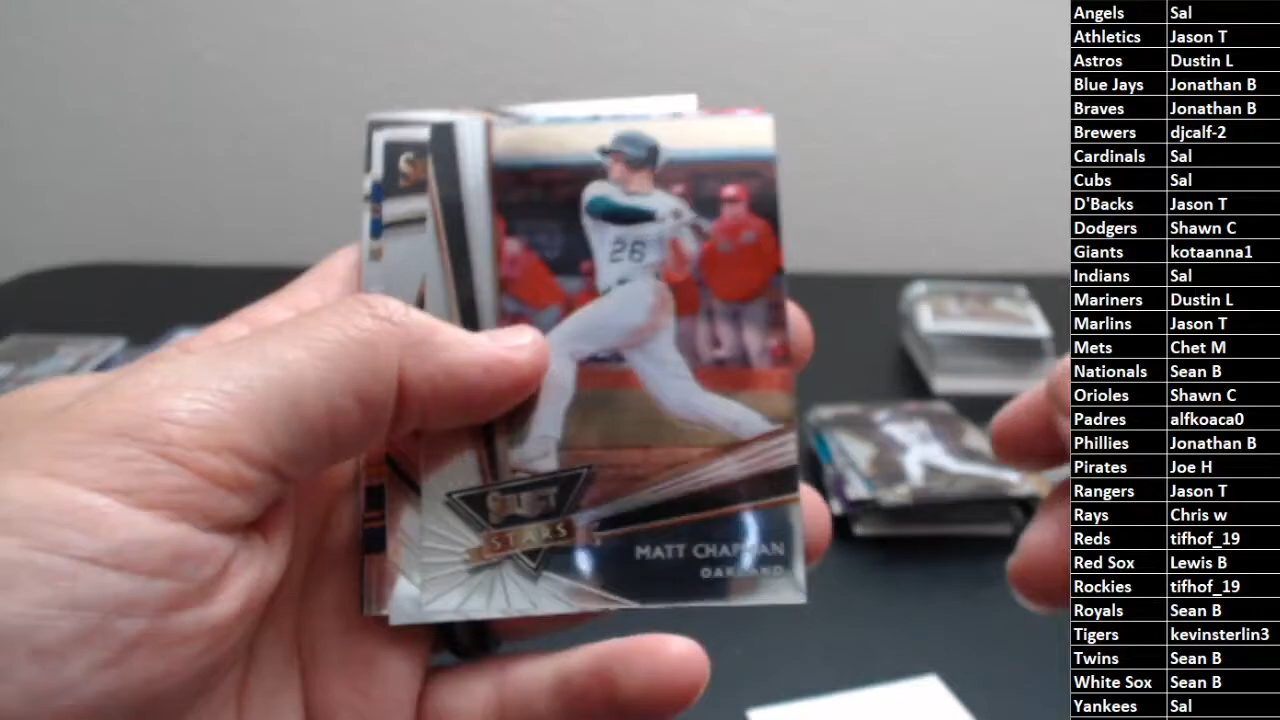 Angels Sal
Athletics Jason T
Astros Dustin L
Blue Jays Jonathan B
Braves Jonathan B
Brewers djcalf-2
Cardinals Sal
Cubs Sal
D'Backs Jason T
Dodgers Shawn C
Giants kotaanna1
Indians Sal
Mariners Dustin L
Marlins Jason T
Mets Chet M
Nationals Sean B
Orioles Shawn C
Padres alfkoaca0
Phillies Jonathan B
Pirates Joe H
Rangers Jason T
Rays Chris w
Reds tifhof_19
Red Sox Lewis B
Rockies tifhof_19
Royals Sean B
Tigers kevinsterlin3
Twins Sean B
White Sox Sean B
Yankees Sal
26
SELECT
STARS
MATT CHAPMAN
OAKLAND